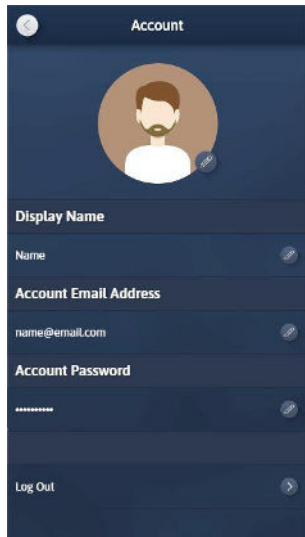 Account
Display Name
Name
Account Email Address
name@email.com
Account Password
••••••••••
Log Out